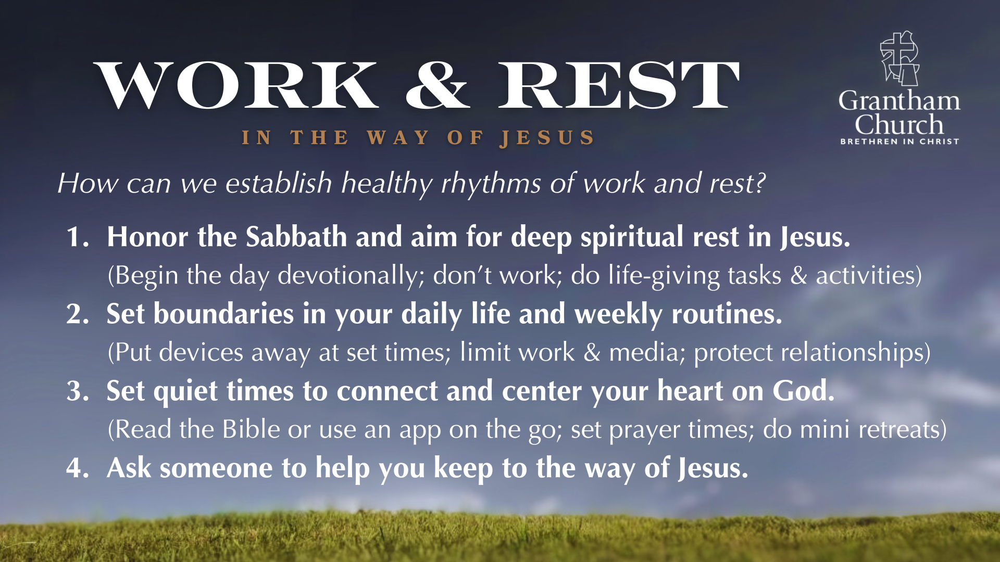 WORK & REST
IN THE WAY OF JESUS
Grantham
Church
BRETHREN IN CHRIST
How can we establish healthy rhythms of work and rest?
1. Honor the Sabbath and aim for deep spiritual rest in Jesus.
(Begin the day devotionally; don’t work; do life-giving tasks & activities)
2. Set boundaries in your daily life and weekly routines.
(Put devices away at set times; limit work & media; protect relationships)
3. Set quiet times to connect and center your heart on God.
(Read the Bible or use an app on the go; set prayer times; do mini retreats)
4. Ask someone to help you keep to the way of Jesus.